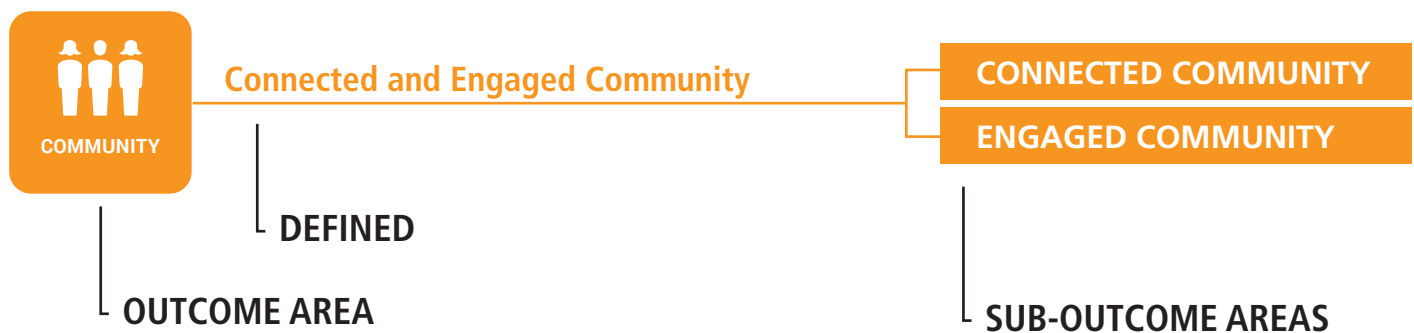 COMMUNITY
Connected and Engaged Community
CONNECTED COMMUNITY
ENGAGED COMMUNITY
DEFINED
OUTCOME AREA
SUB-OUTCOME AREAS